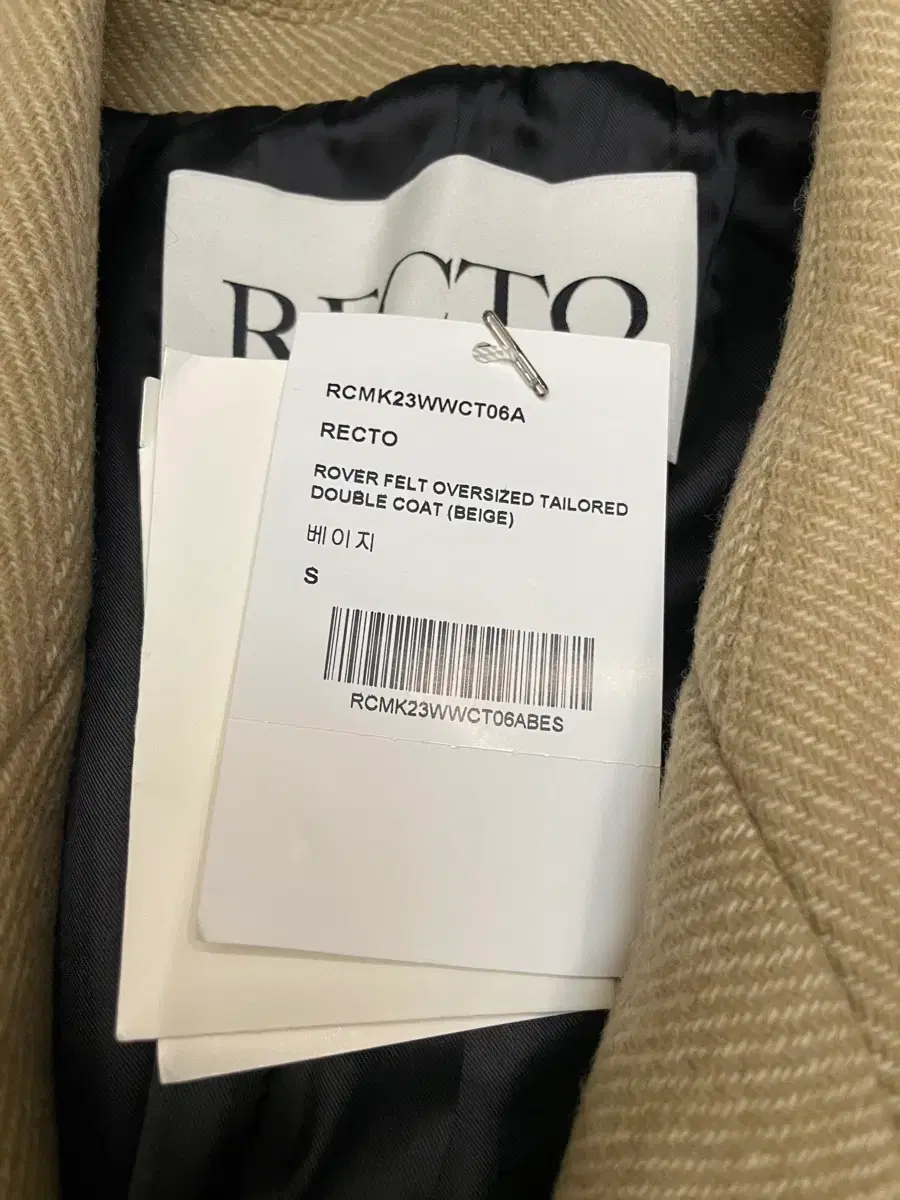 RECTO
RCMK23WWCT06A
RECTO
ROVER FELT OVERSIZED TAILORED
DOUBLE COAT (BEIGE)
베이지
S
RCMK23WWCT06ABES